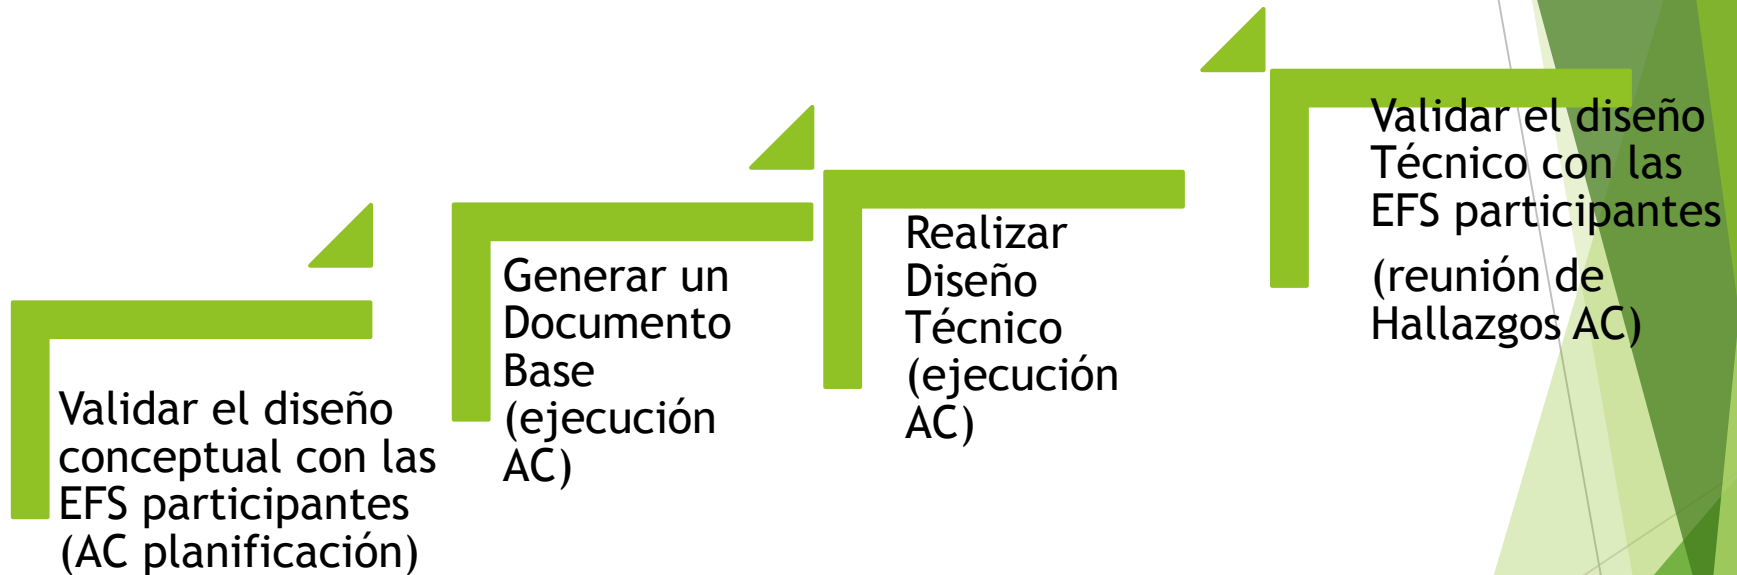 Validar el diseño
conceptual con las
EFS participantes
(AC planificación)
Generar un
Documento
Base
(ejecución
AC)
Realizar
Diseño
Técnico
(ejecución
AC)
Validar el diseño
Técnico con las
EFS participantes
(reunión de
Hallazgos AC)